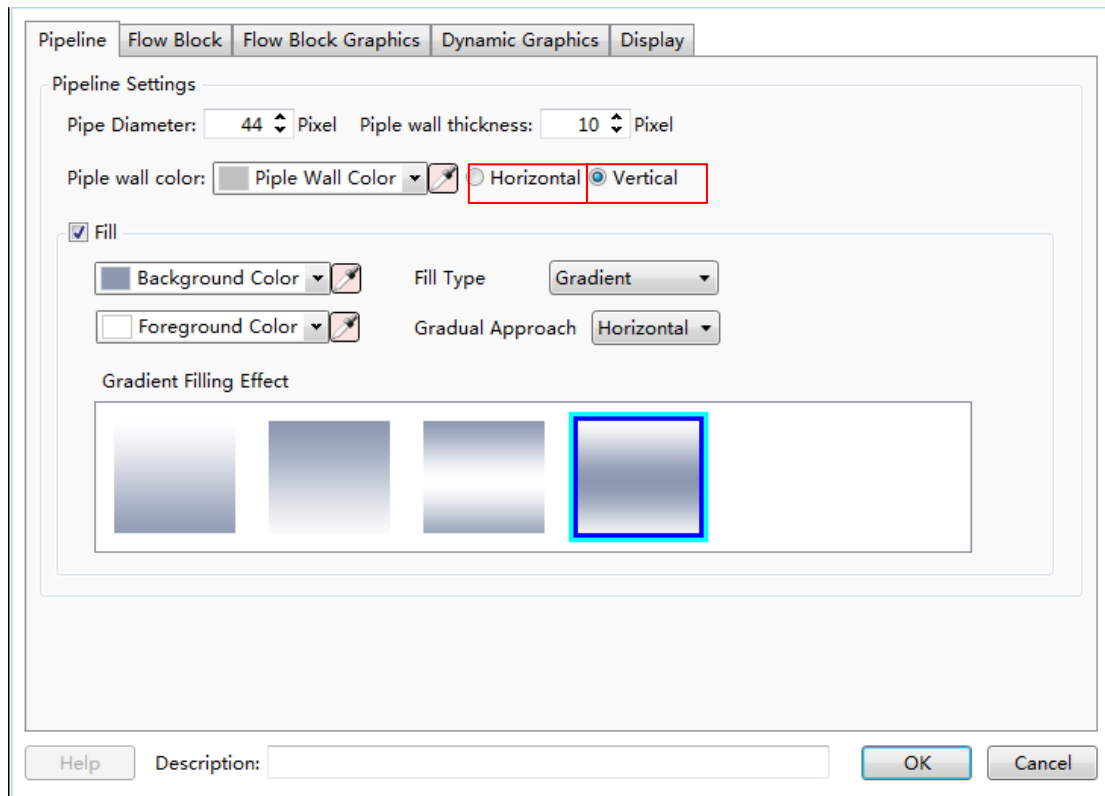 Pipeline Flow Block Flow Block Graphics Dynamic Graphics Display
Pipeline Settings
Pipe Diameter: 44 Pixel Piple wall thickness: 10 Pixel
Piple wall color: Piple Wall Color Horizontal Vertical
Fill
Background Color Fill Type Gradient
Foreground Color Gradual Approach Horizontal
Gradient Filling Effect
Help Description: OK Cancel